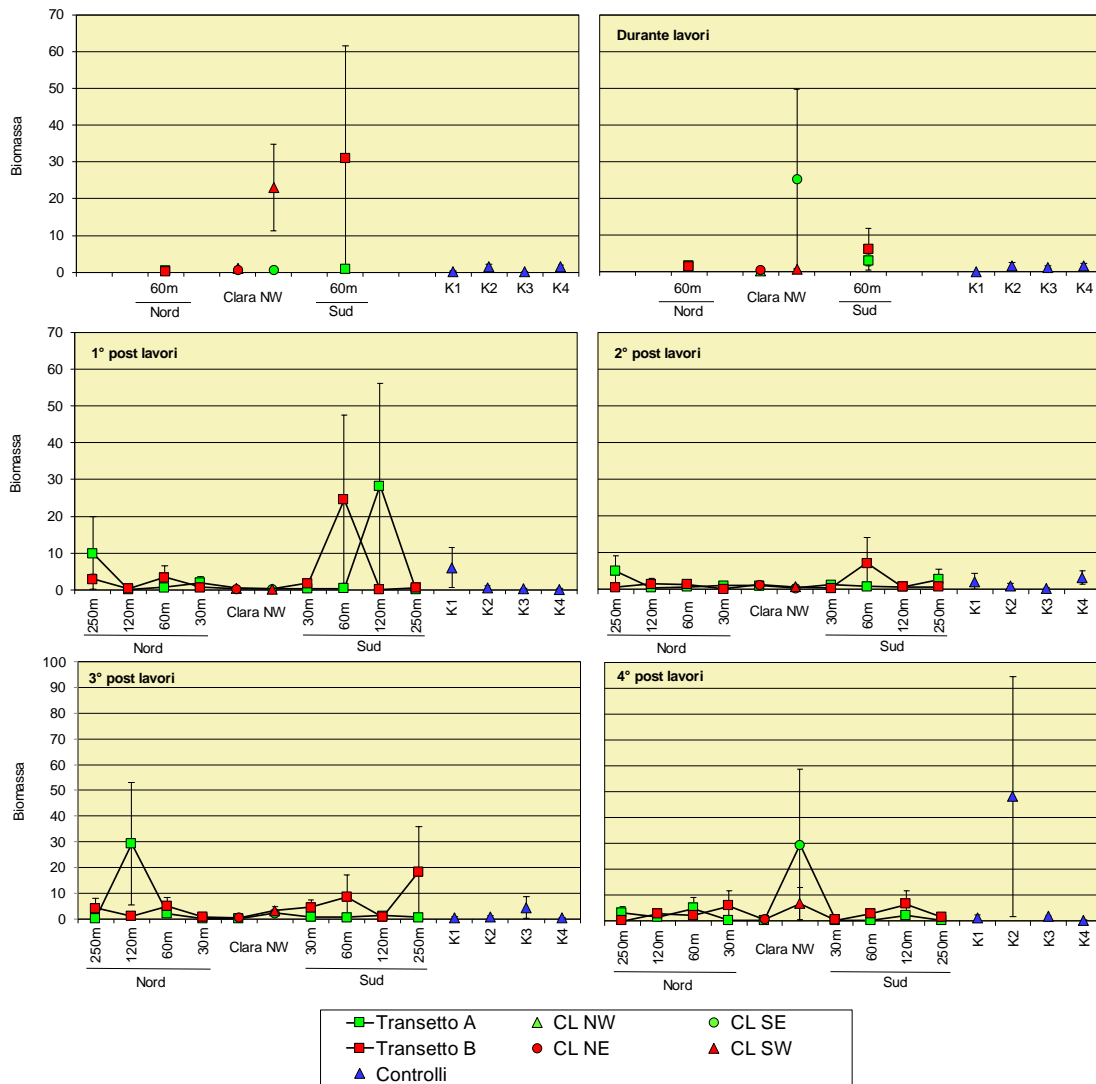 70
60
50
40
30
20
10
0
Biomassa
60m
Nord
Clara NW
60m
Sud
K1
K2
K3
K4
Durante lavori
60m
Nord
Clara NW
60m
Sud
K1
K2
K3
K4
1° post lavori
70
60
50
40
30
20
10
0
Biomassa
250m
120m
60m
30m
Nord
Clara NW
30m
60m
120m
250m
Sud
K1
K2
K3
K4
2° post lavori
250m
120m
60m
30m
Nord
Clara NW
30m
60m
120m
250m
Sud
K1
K2
K3
K4
3° post lavori
100
90
80
70
60
50
40
30
20
10
0
Biomassa
250m
120m
60m
30m
Nord
Clara NW
30m
60m
120m
250m
Sud
K1
K2
K3
K4
4° post lavori
250m
120m
60m
30m
Nord
Clara NW
30m
60m
120m
250m
Sud
K1
K2
K3
K4
Transetto A
CL NW
CL SE
Transetto B
CL NE
CL SW
Controlli